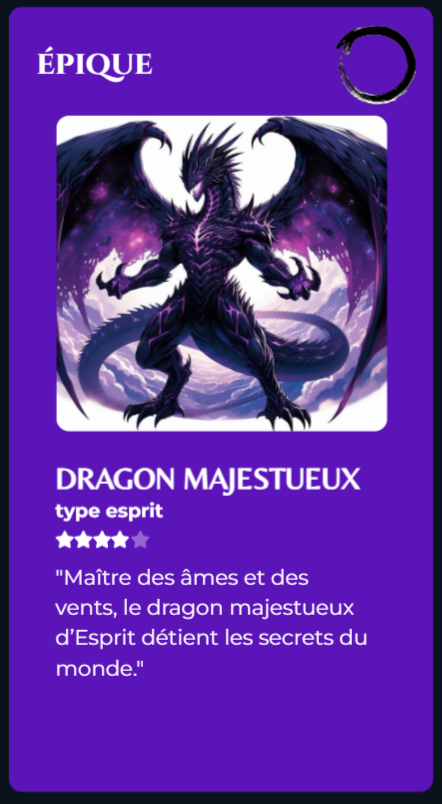 ÉPIQUE
DRAGON MAJESTUEUX
type esprit
"Maître des âmes et des
vents, le dragon majestueux
d’Esprit détient les secrets du
monde."